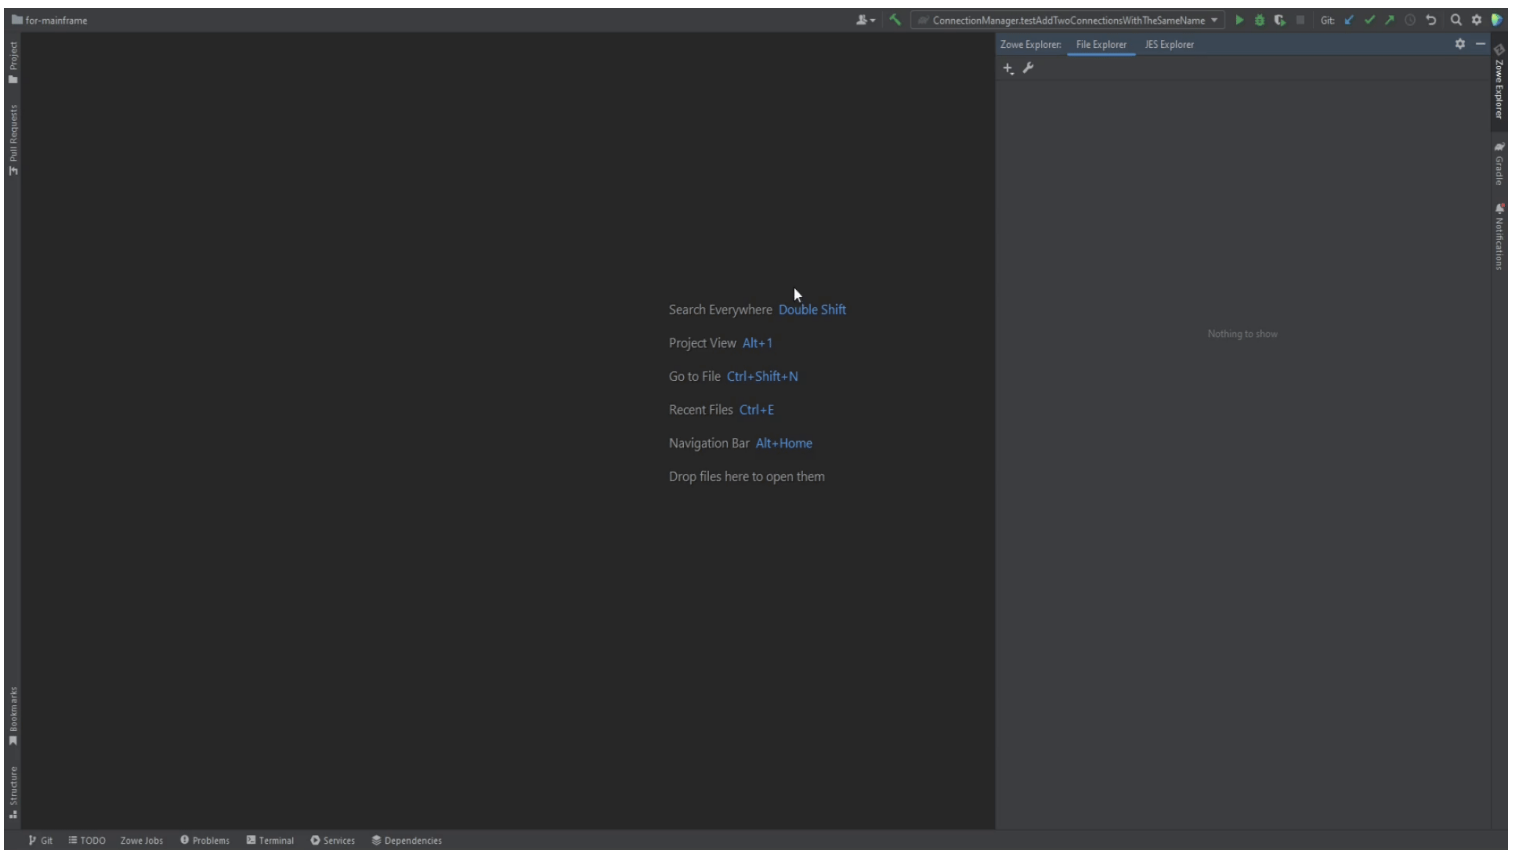 for-mainframe
ConnectionManager.testAddTwoConnectionsWithTheSameName
Git:
Zowe Explorer: File Explorer JES Explorer
Project
Pull Requests
Bookmarks
Structure
Search Everywhere Double Shift
Project View Alt+1
Go to File Ctrl+Shift+N
Recent Files Ctrl+E
Navigation Bar Alt+Home
Drop files here to open them
Nothing to show
Zowe Explorer
Gradle
Notifications
Git TODO Zowe Jobs Problems Terminal Services Dependencies